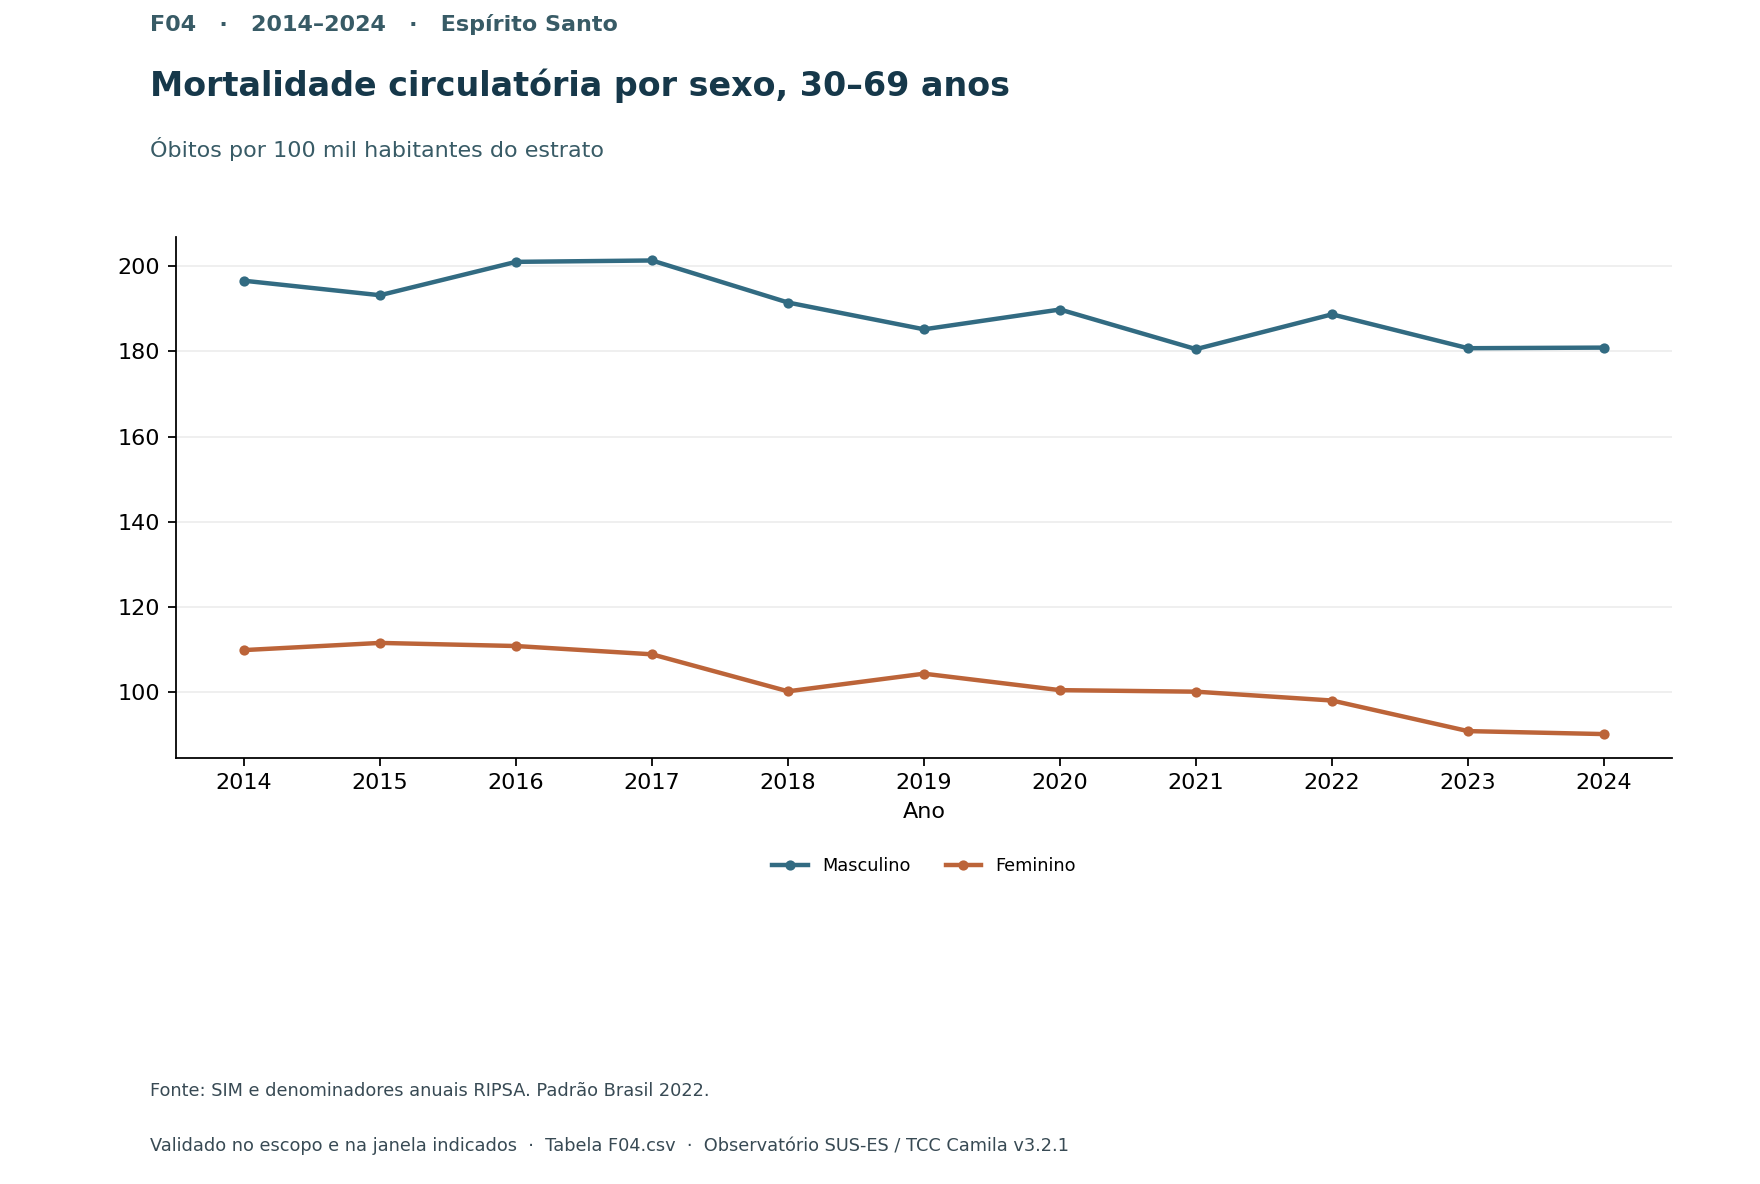 F04 · 2014–2024 · Espírito Santo
Mortalidade circulatória por sexo, 30–69 anos
Óbitos por 100 mil habitantes do estrato
200
180
160
140
120
100
2014 2015 2016 2017 2018 2019 2020 2021 2022 2023 2024
Ano
Masculino Feminino
Fonte: SIM e denominadores anuais RIPSA. Padrão Brasil 2022.
Validado no escopo e na janela indicados · Tabela F04.csv · Observatório SUS-ES / TCC Camila v3.2.1